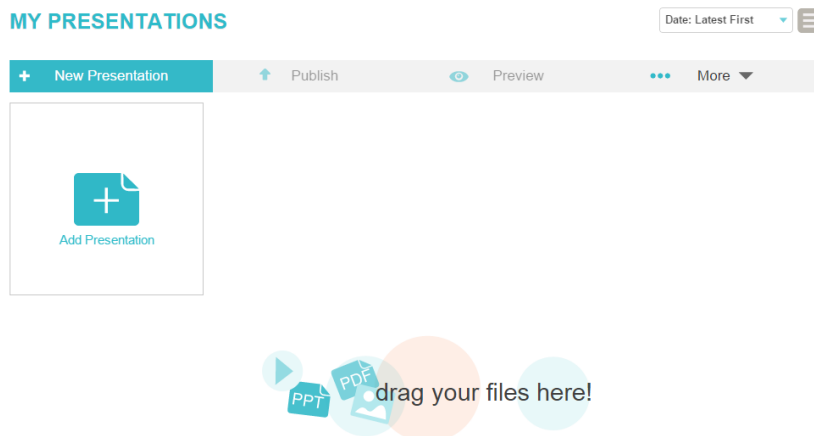 MY PRESENTATIONS
Date: Latest First
New Presentation
Publish
Preview
More
Add Presentation
PDF
PPT
drag your files here!